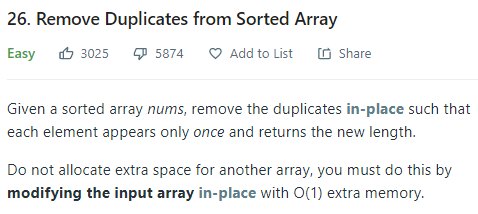 26. Remove Duplicates from Sorted Array
Easy 3025 5874 Add to List Share
Given a sorted array nums, remove the duplicates in-place such that
each element appears only once and returns the new length.
Do not allocate extra space for another array, you must do this by
modifying the input array in-place with O(1) extra memory.